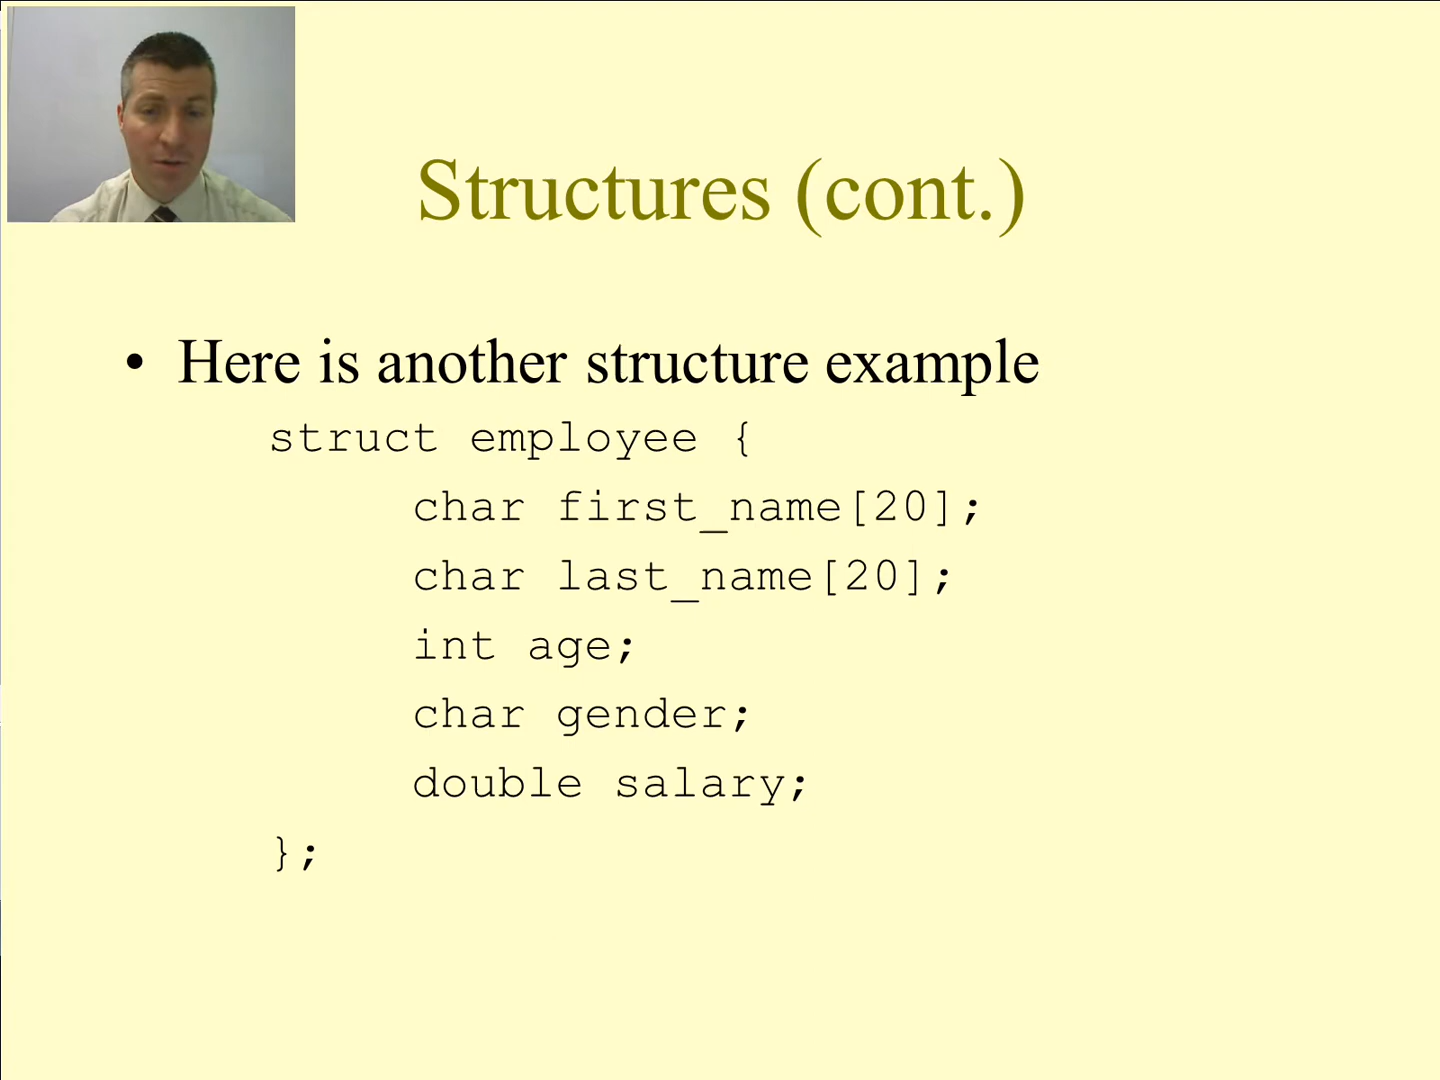 Structures (cont.)
• Here is another structure example
struct employee {
char first_name[20];
char last_name[20];
int age;
char gender;
double salary;
};